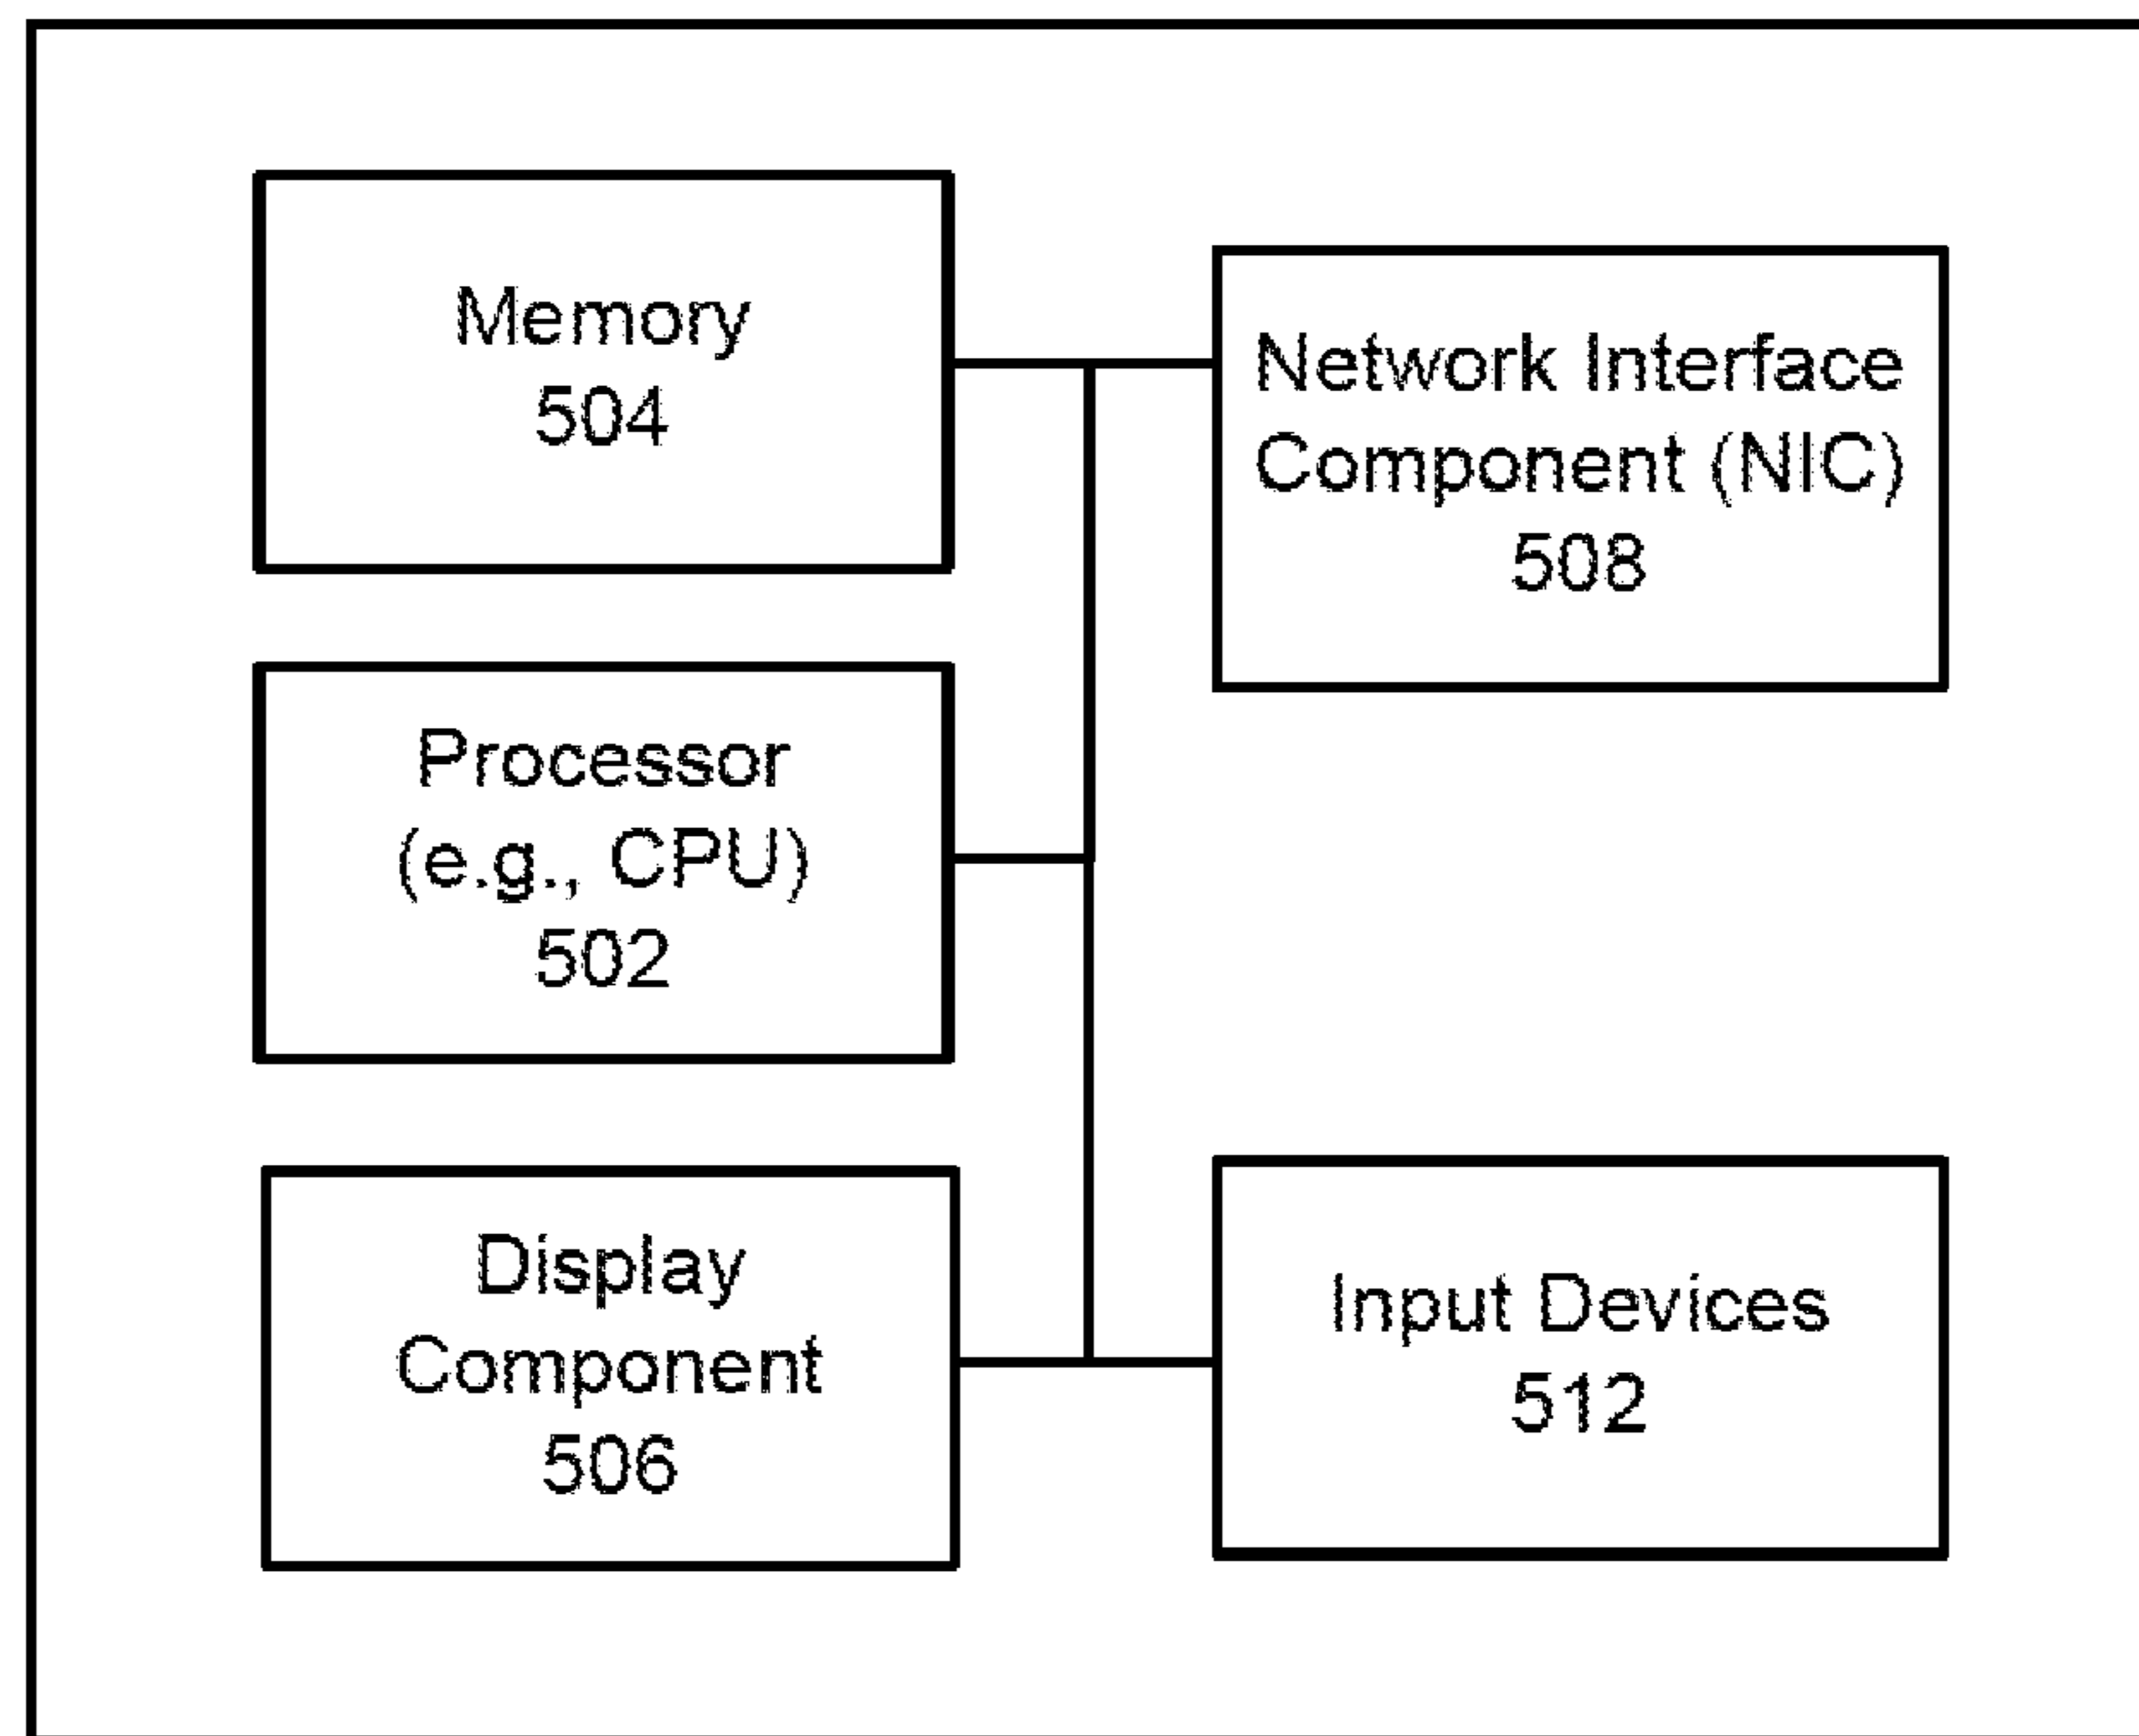 Memory
504
Network Interface
Component (NIC)
508
Processor
(e.g., CPU)
502
Display
Component
506
Input Devices
512